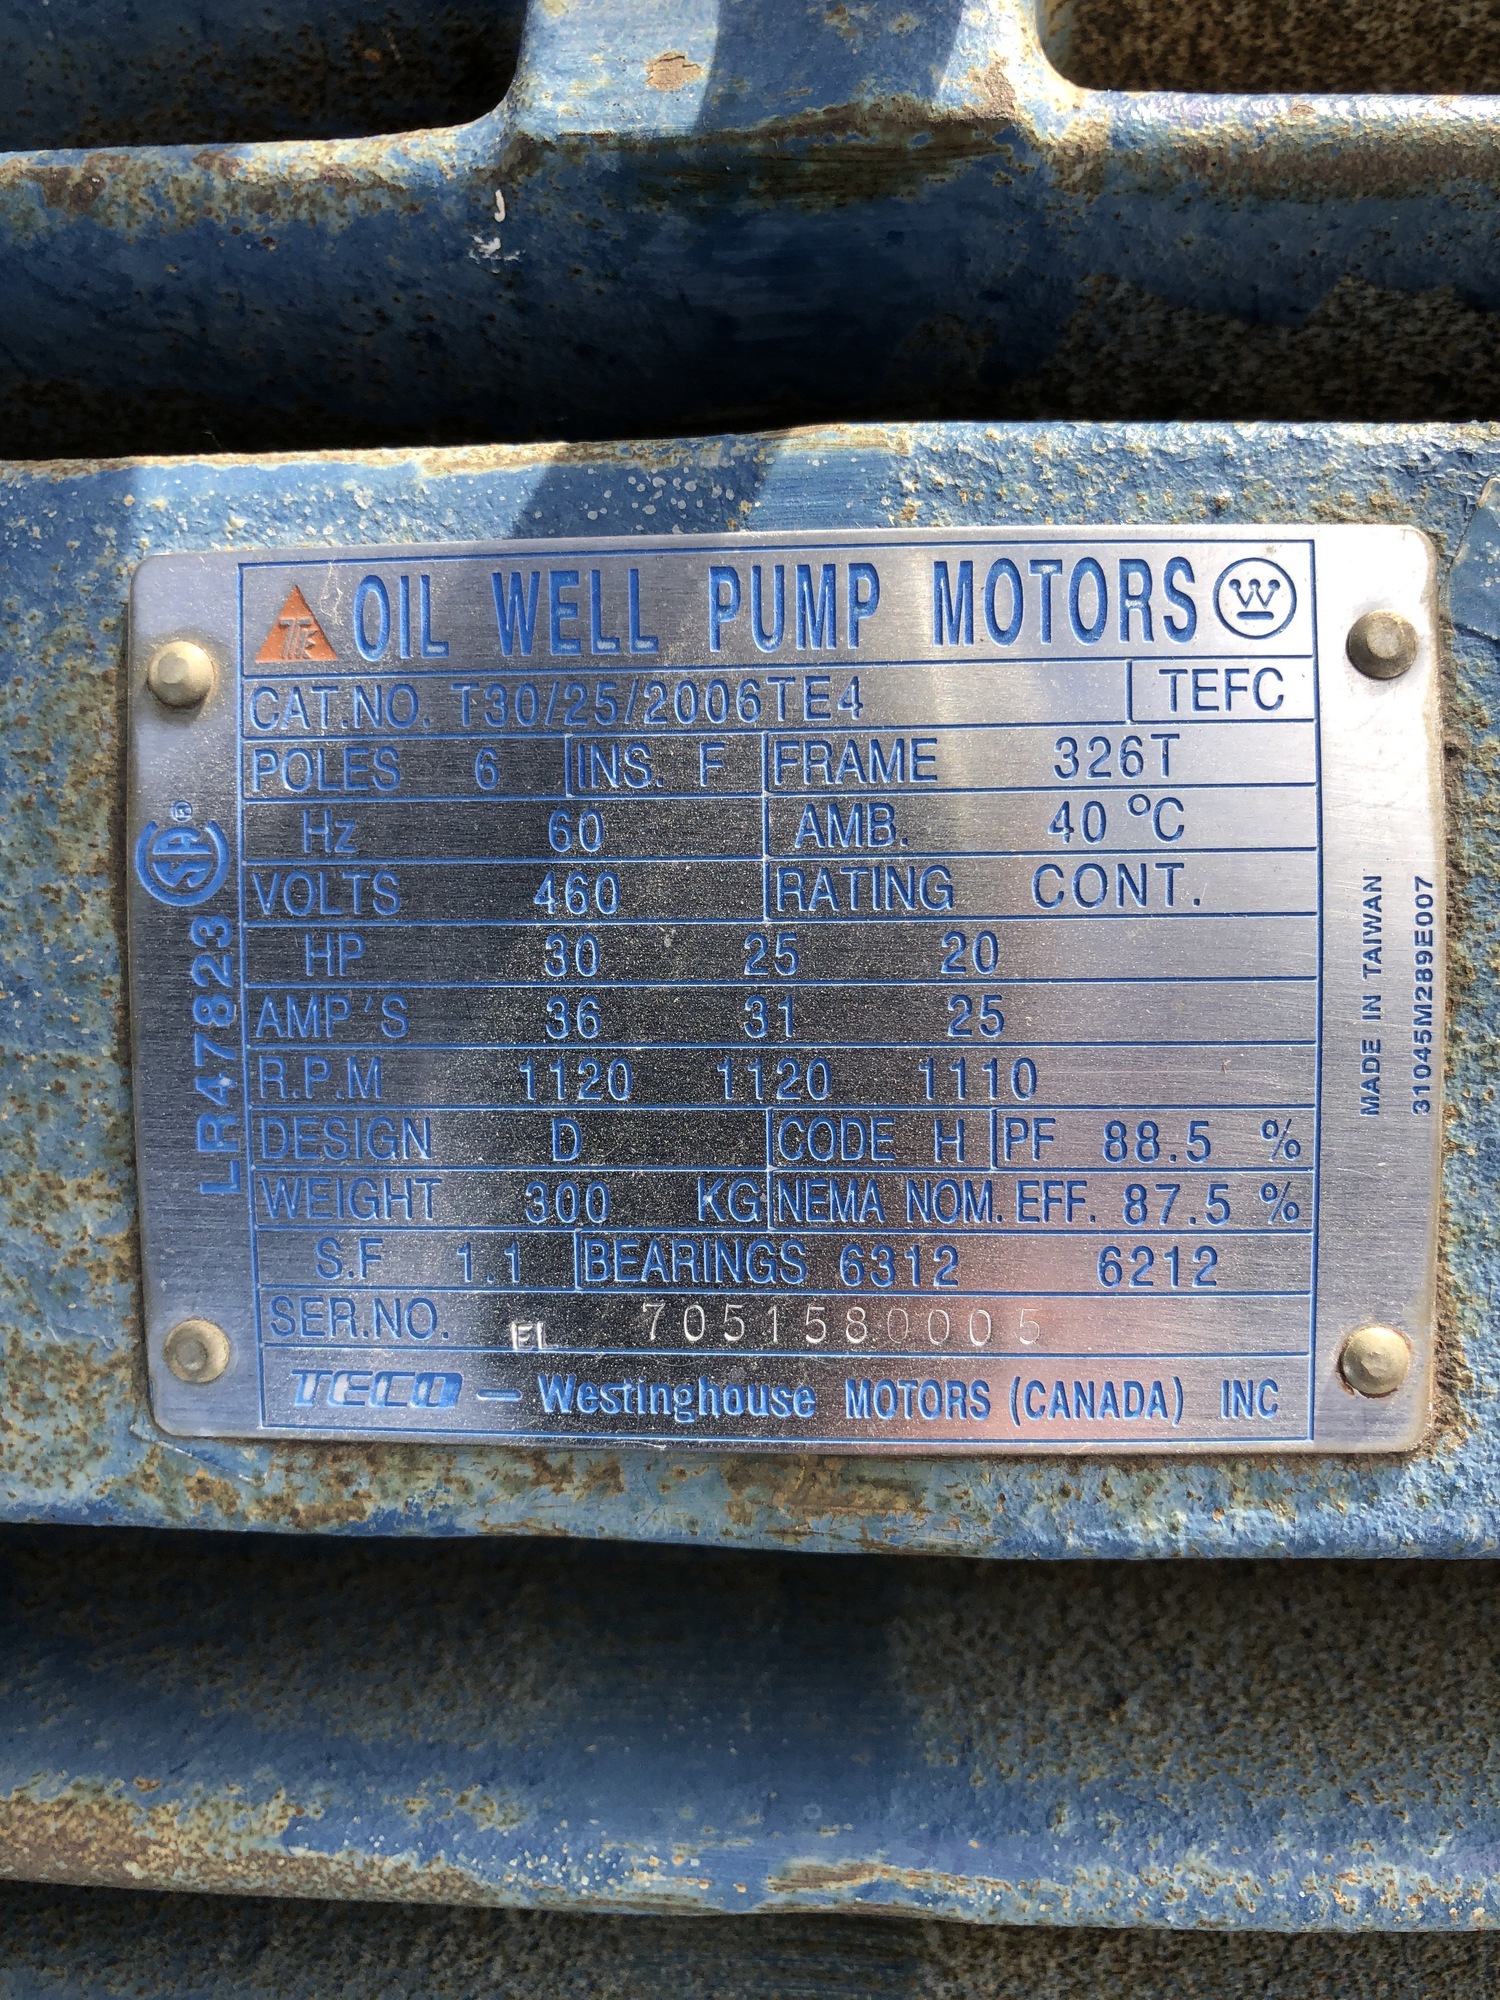 OIL WELL PUMP MOTORS W
CAT.NO. T30/25/2006TE4 TEFC
POLES 6 INS. F FRAME 326T
Hz 60 AMB. 40 °C
VOLTS 460 RATING CONT.
HP 30 25 20
AMP'S 36 31 25
R.P.M 1120 1120 1110
DESIGN D CODE H PF 88.5 %
WEIGHT 300 KG NEMA NOM. EFF. 87.5 %
S.F 1.1 BEARINGS 6312 6212
SER.NO. EL 7051580005
TECO - Westinghouse MOTORS (CANADA) INC
LR47823 SA ®
MADE IN TAIWAN
31045M289E007